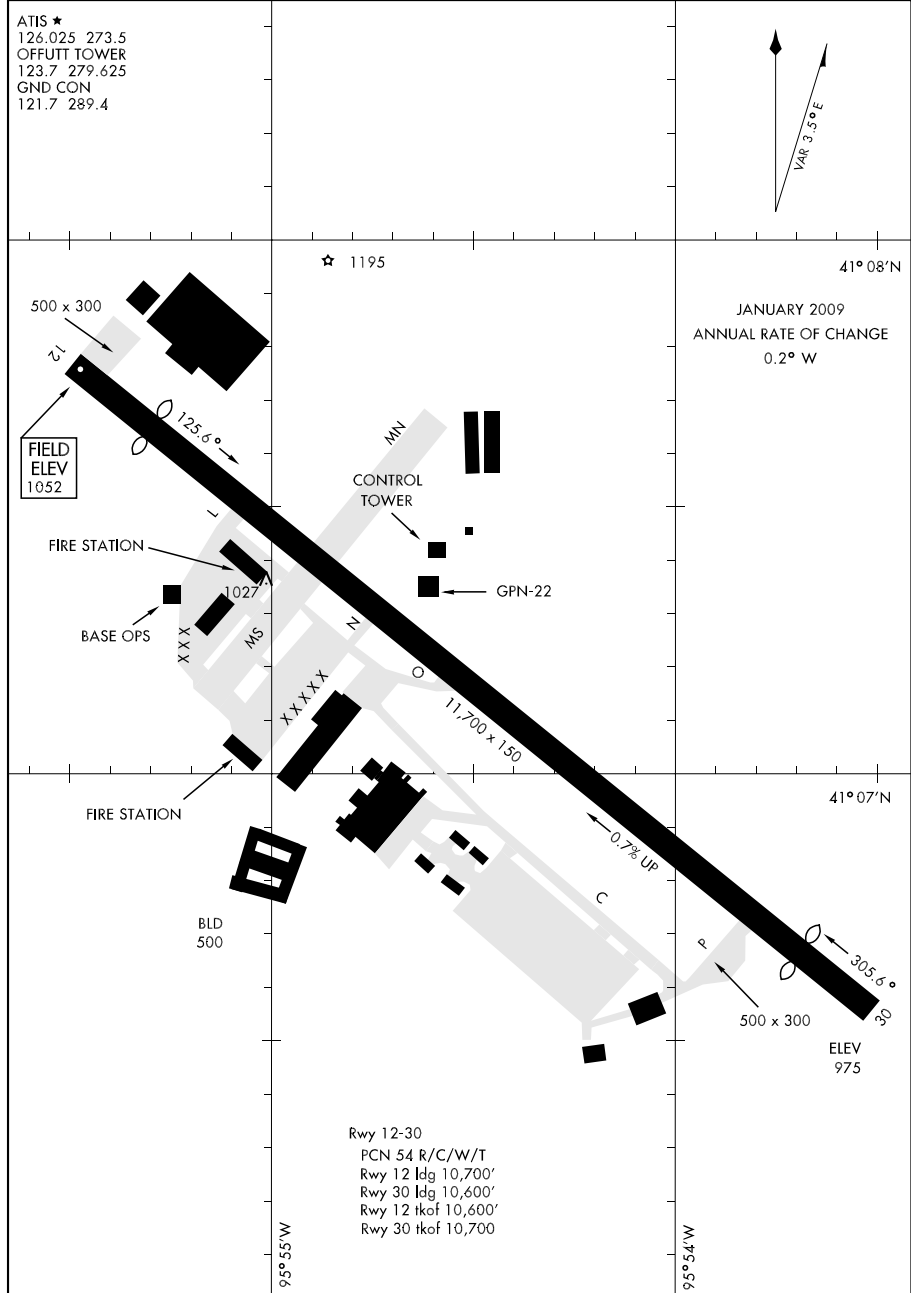 ATIS ★
126.025 273.5
OFFUTT TOWER
123.7 279.625
GND CON
121.7 289.4
VAR 3.5° E
1195
41° 08'N
JANUARY 2009
ANNUAL RATE OF CHANGE
0.2° W
500 x 300
12
125.6°
FIELD
ELEV
1052
MN
CONTROL
TOWER
L
FIRE STATION
1027
GPN-22
BASE OPS
X X X
MS
N
O
X X X X X
11,700 x 150
FIRE STATION
41° 07'N
0.7% UP
BLD
500
C
P
305.6°
500 x 300
30
ELEV
975
Rwy 12-30
PCN 54 R/C/W/T
Rwy 12 ldg 10,700'
Rwy 30 ldg 10,600'
Rwy 12 tkof 10,600'
Rwy 30 tkof 10,700
95° 55'W
95° 54'W